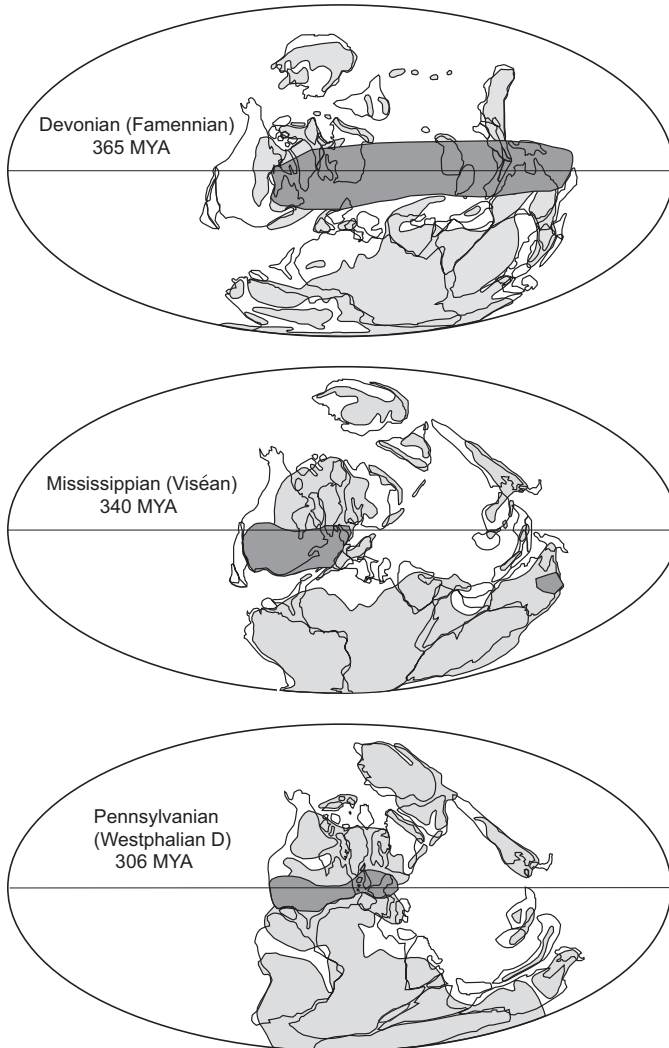 Devonian (Famennian)
365 MYA
Mississippian (Viséan)
340 MYA
Pennsylvanian
(Westphalian D)
306 MYA